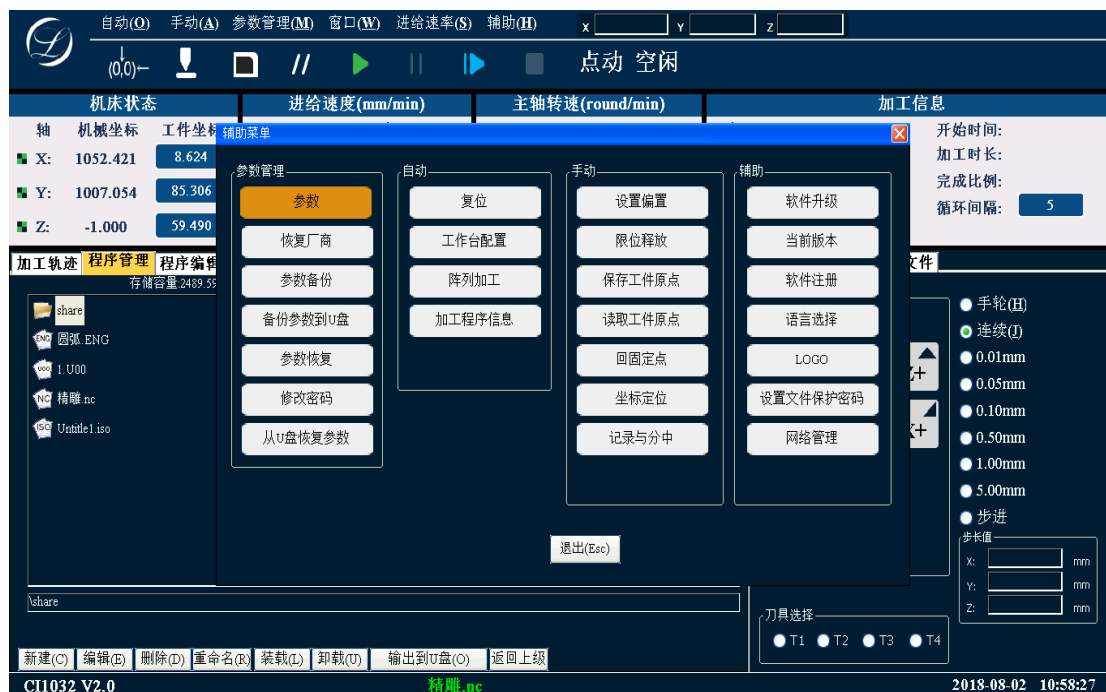 自动(O) 手动(A) 参数管理(M) 窗口(W) 进给速率(S) 辅助(H) X Y Z
(0,0) 点动 空闲
机床状态 进给速度(mm/min) 主轴转速(round/min) 加工信息
轴 机械坐标 工件坐标
X: 1052.421 8.624
Y: 1007.054 85.306
Z: -1.000 59.490
开始时间:
加工时长:
完成比例:
循环间隔: 5
加工轨迹 程序管理 程序编辑 文件
存储容量:2489.59
share
圆弧.ENG
1.U00
精雕.nc
Untitle1.iso
\share
辅助菜单
参数管理
参数
恢复厂商
参数备份
备份参数到U盘
参数恢复
修改密码
从U盘恢复参数
自动
复位
工作台配置
阵列加工
加工程序信息
手动
设置偏置
限位释放
保存工件原点
读取工件原点
回固定点
坐标定位
记录与分中
辅助
软件升级
当前版本
软件注册
语言选择
LOGO
设置文件保护密码
网络管理
退出(Esc)
手轮(H)
连续(J)
0.01mm
0.05mm
0.10mm
0.50mm
1.00mm
5.00mm
步进
步长值
X: mm
Y: mm
Z: mm
刀具选择
T1 T2 T3 T4
新建(C) 编辑(E) 删除(D) 重命名(R) 装载(L) 卸载(U) 输出到U盘(O) 返回上级
CI1032 V2.0 精雕.nc 2018-08-02 10:58:27